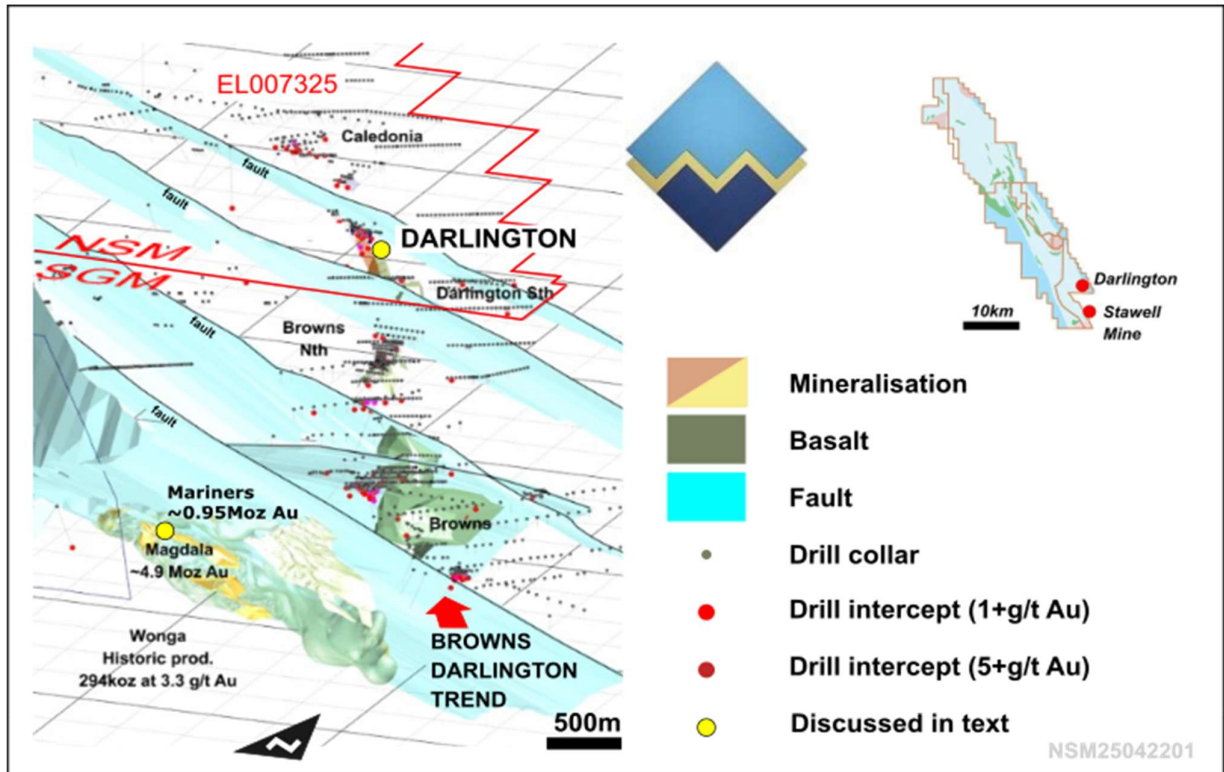 EL007325
Caledonia
fault
fault
DARLINGTON
NSM
SGM
Darlington Sth
Browns
Nth
fault
fault
Mariners
~0.95Moz Au
Magdala
~4.9 Moz Au
Browns
Wonga
Historic prod.
294koz at 3.3 g/t Au
BROWNS
DARLINGTON
TREND
500m
N
Darlington
10km
Stawell
Mine
Mineralisation
Basalt
Fault
Drill collar
Drill intercept (1+g/t Au)
Drill intercept (5+g/t Au)
Discussed in text
NSM25042201